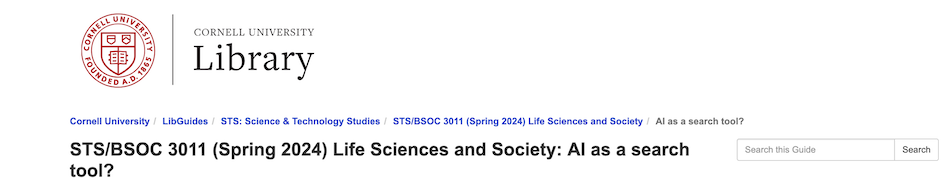 CORNELL UNIVERSITY
FOUNDED A.D. 1865
CORNELL UNIVERSITY
Library
Cornell University / LibGuides / STS: Science & Technology Studies / STS/BSOC 3011 (Spring 2024) Life Sciences and Society / AI as a search tool?
STS/BSOC 3011 (Spring 2024) Life Sciences and Society: AI as a search
tool?
Search this Guide
Search